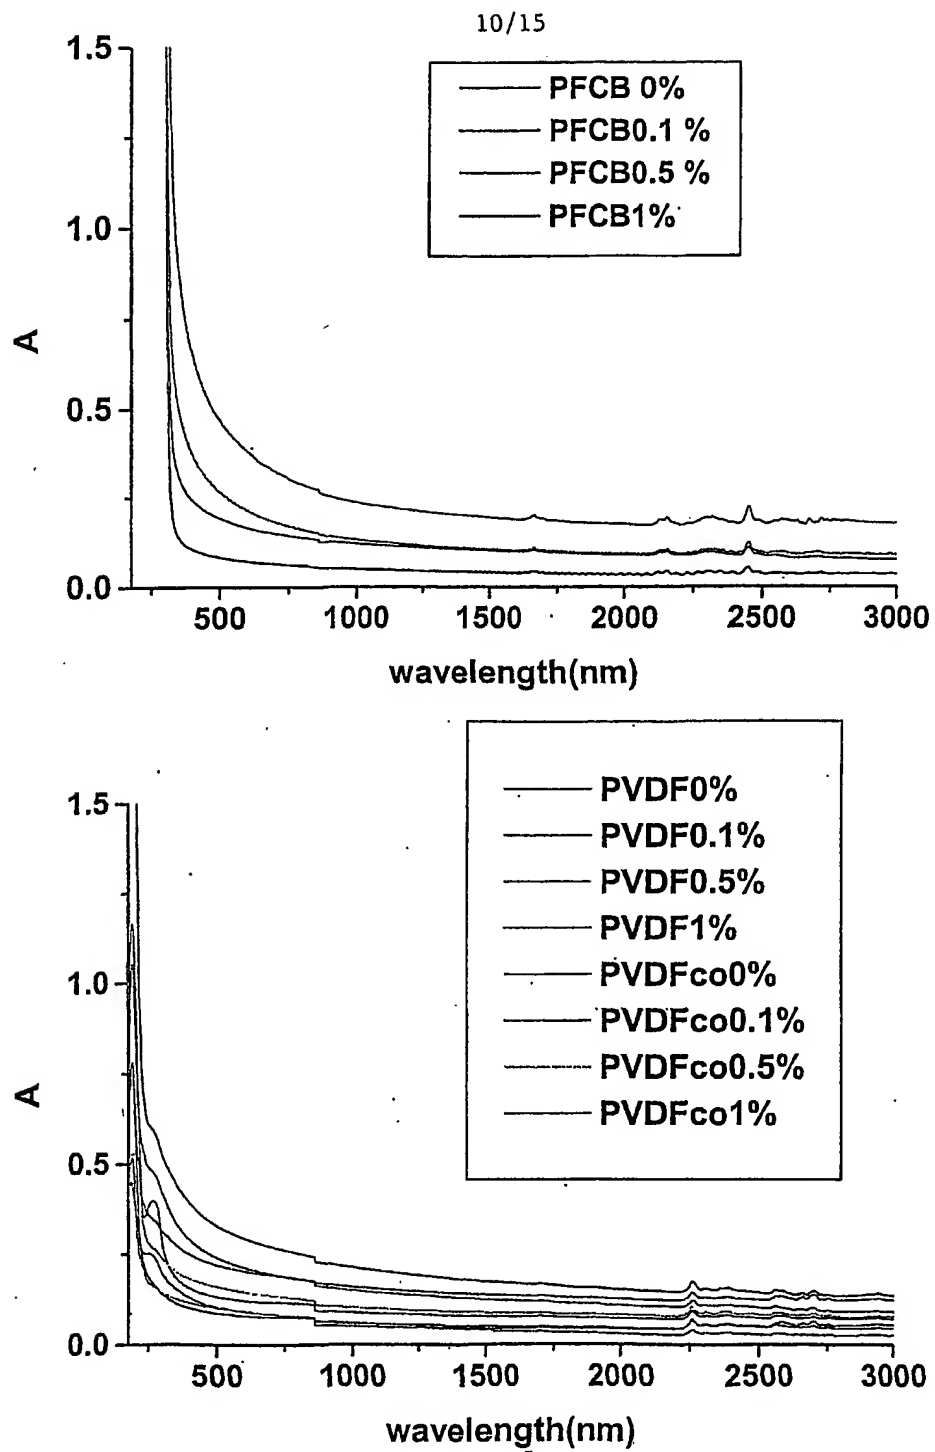 10/15
1.5
1.0
0.5
0.0
A
PFCB 0%
PFCB0.1 %
PFCB0.5 %
PFCB1%
500 1000 1500 2000 2500 3000
wavelength(nm)
1.5
1.0
0.5
0.0
A
PVDF0%
PVDF0.1%
PVDF0.5%
PVDF1%
PVDFco0%
PVDFco0.1%
PVDFco0.5%
PVDFco1%
500 1000 1500 2000 2500 3000
wavelength(nm)